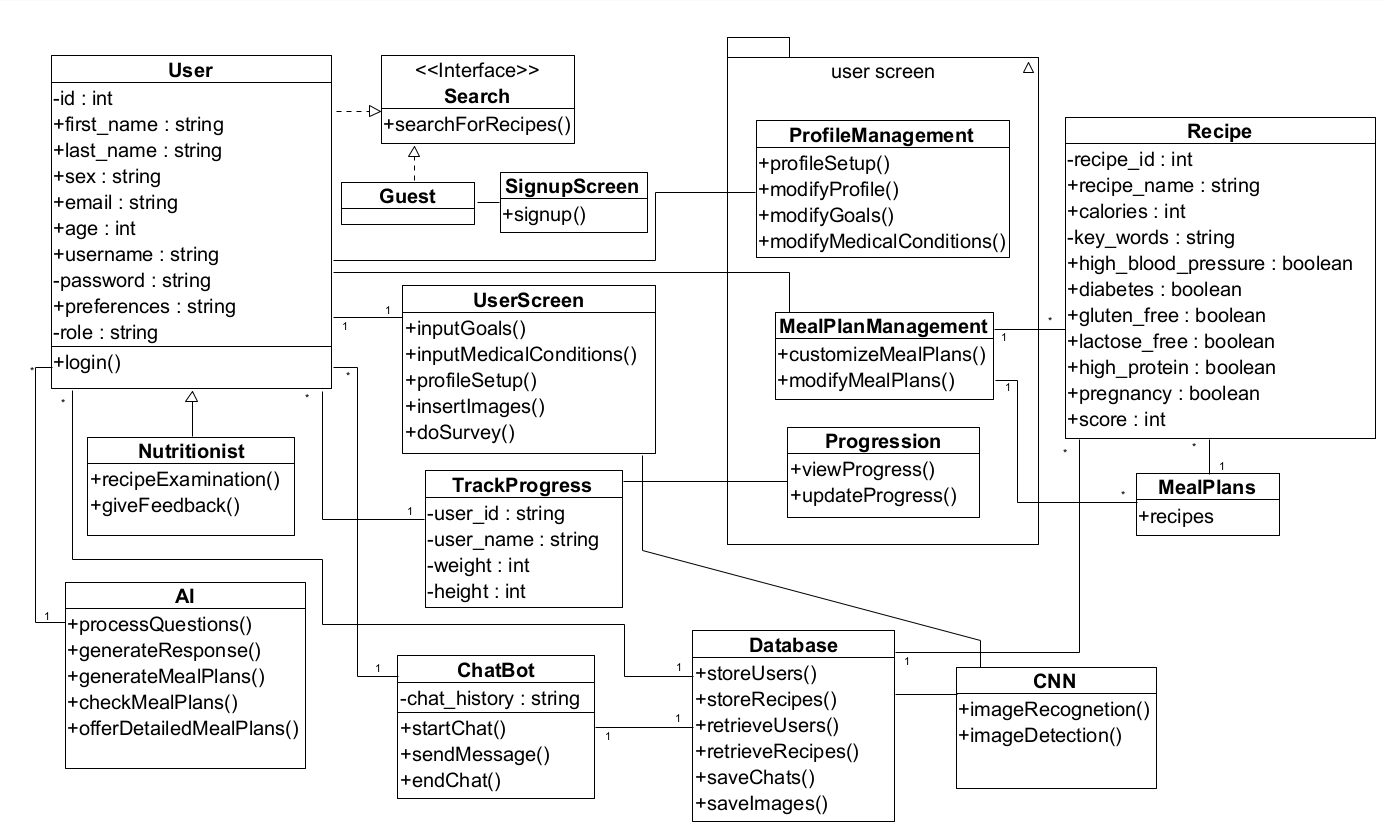 User
-id : int
+first_name : string
+last_name : string
+sex : string
+email : string
+age : int
+username : string
-password : string
+preferences : string
-role : string
+login()
<<Interface>>
Search
+searchForRecipes()
Guest
SignupScreen
+signup()
user screen
ProfileManagement
+profileSetup()
+modifyProfile()
+modifyGoals()
+modifyMedicalConditions()
Recipe
-recipe_id : int
+recipe_name : string
+calories : int
-key_words : string
+high_blood_pressure : boolean
+diabetes : boolean
+gluten_free : boolean
+lactose_free : boolean
+high_protein : boolean
+pregnancy : boolean
+score : int
1
1
UserScreen
+inputGoals()
+inputMedicalConditions()
+profileSetup()
+insertImages()
+doSurvey()
MealPlanManagement
+customizeMealPlans()
+modifyMealPlans()
1
*
1
*
*
*
*
*
Nutritionist
+recipeExamination()
+giveFeedback()
Progression
+viewProgress()
+updateProgress()
*
*
1
*
MealPlans
+recipes
1
TrackProgress
-user_id : string
-user_name : string
-weight : int
-height : int
1
AI
+processQuestions()
+generateResponse()
+generateMealPlans()
+checkMealPlans()
+offerDetailedMealPlans()
1
ChatBot
-chat_history : string
+startChat()
+sendMessage()
+endChat()
1
1
1
Database
+storeUsers()
+storeRecipes()
+retrieveUsers()
+retrieveRecipes()
+saveChats()
+saveImages()
1
CNN
+imageRecognetion()
+imageDetection()